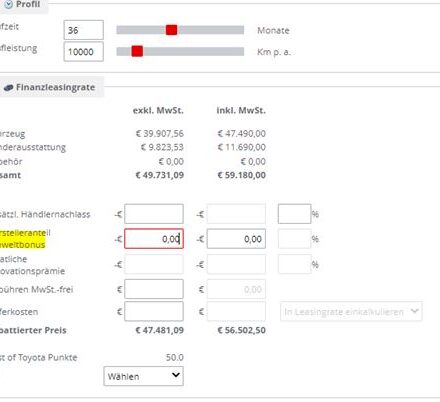 Profil
ufzeit 36 Monate
ufleistung 10000 Km p. a.
Finanzleasingrate
exkl. MwSt. inkl. MwSt.
hrzeug € 39.907,56 € 47.490,00
nderausstattung € 9.823,53 € 11.690,00
behör € 0,00 € 0,00
samt € 49.731,09 € 59.180,00
sätzl. Händlernachlass -€ -€ %
rstelleranteil
weltbonus -€ 0,00 -€ 0,00 %
atliche
ovationsprämie -€ -€ %
bühren MwSt.-frei € € 0,00
ferkosten € € In Leasingrate einkalkulieren
battierter Preis € 47.481,09 € 56.502,50
st of Toyota Punkte 50.0
Wählen